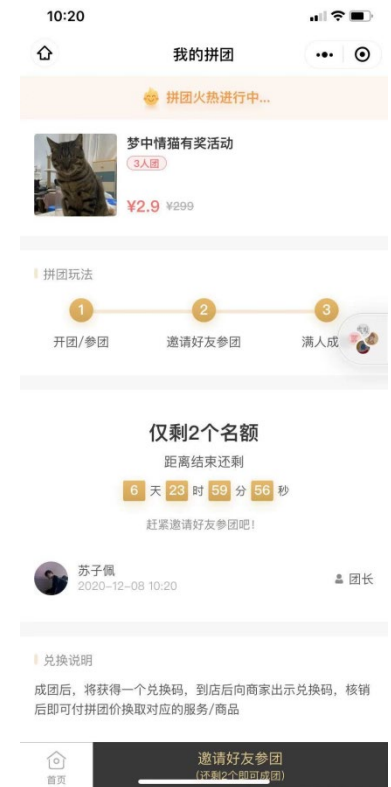 10:20
我的拼团
拼团火热进行中...
梦中情猫有奖活动
3人团
¥2.9 ¥299
拼团玩法
1 2 3
开团/参团 邀请好友参团 满人成
仅剩2个名额
距离结束还剩
6 天 23 时 59 分 56 秒
赶紧邀请好友参团吧!
苏子佩
2020-12-08 10:20
团长
兑换说明
成团后，将获得一个兑换码，到店后向商家出示兑换码，核销
后即可付拼团价换取对应的服务/商品
邀请好友参团
(还剩2个即可成团)
首页